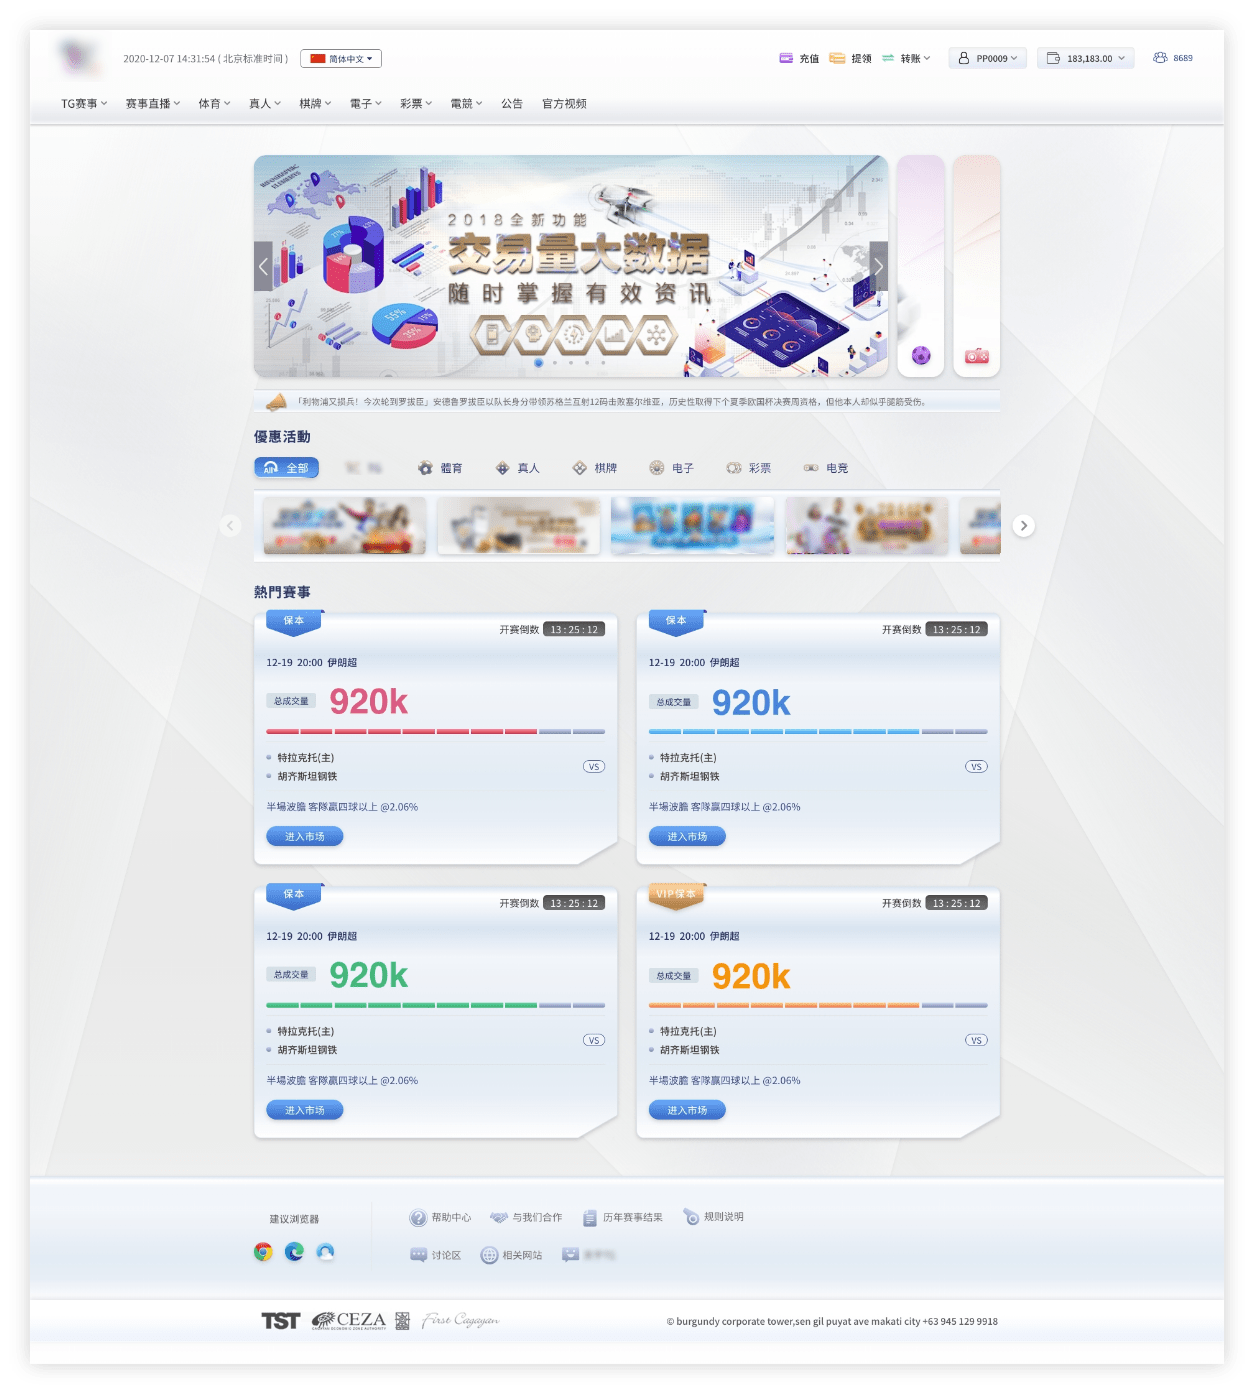 2020-12-07 14:31:54 ( 北京标准时间 )
简体中文
充值
提领
转账
PP0009
183,183.00
8689
TG赛事
赛事直播
体育
真人
棋牌
電子
彩票
電競
公告
官方视频
2018全新功能
交易量大数据
随时掌握有效资讯
「利物浦又损兵！今次轮到罗拔臣」安德鲁罗拔臣以队长身分带领苏格兰互射12码击败塞尔维亚，历史性取得下个夏季欧国杯决赛周资格，但他本人却似乎腿筋受伤。
優惠活動
All 全部
體育
真人
棋牌
电子
彩票
电竞
熱門賽事
保本
开赛倒数 13 : 25 : 12
12-19 20:00 伊朗超
总成交量 920k
特拉克托(主)
VS
胡齐斯坦钢铁
半場波膽 客隊贏四球以上 @2.06%
进入市场
保本
开赛倒数 13 : 25 : 12
12-19 20:00 伊朗超
总成交量 920k
特拉克托(主)
VS
胡齐斯坦钢铁
半場波膽 客隊贏四球以上 @2.06%
进入市场
保本
开赛倒数 13 : 25 : 12
12-19 20:00 伊朗超
总成交量 920k
特拉克托(主)
VS
胡齐斯坦钢铁
半場波膽 客隊贏四球以上 @2.06%
进入市场
VIP保本
开赛倒数 13 : 25 : 12
12-19 20:00 伊朗超
总成交量 920k
特拉克托(主)
VS
胡齐斯坦钢铁
半場波膽 客隊贏四球以上 @2.06%
进入市场
建议浏览器
帮助中心
与我们合作
历年赛事结果
规则说明
讨论区
相关网站
TST
CEZA
First Cagayan
© burgundy corporate tower,sen gil puyat ave makati city +63 945 129 9918